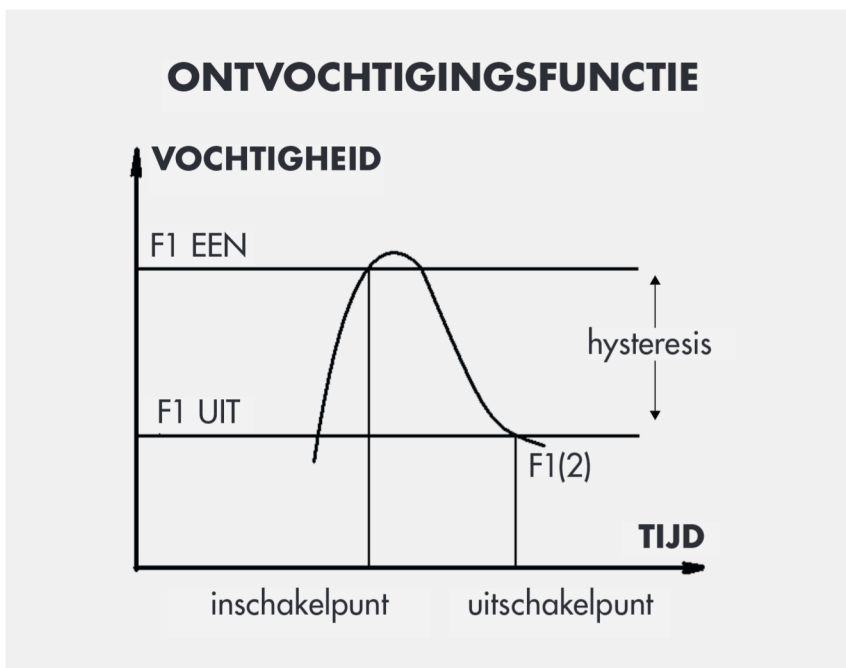 ONTVOCHTIGINGSFUNCTIE
VOCHTIGHEID
F1 EEN
hysteresis
F1 UIT
F1(2)
TIJD
inschakelpunt
uitschakelpunt